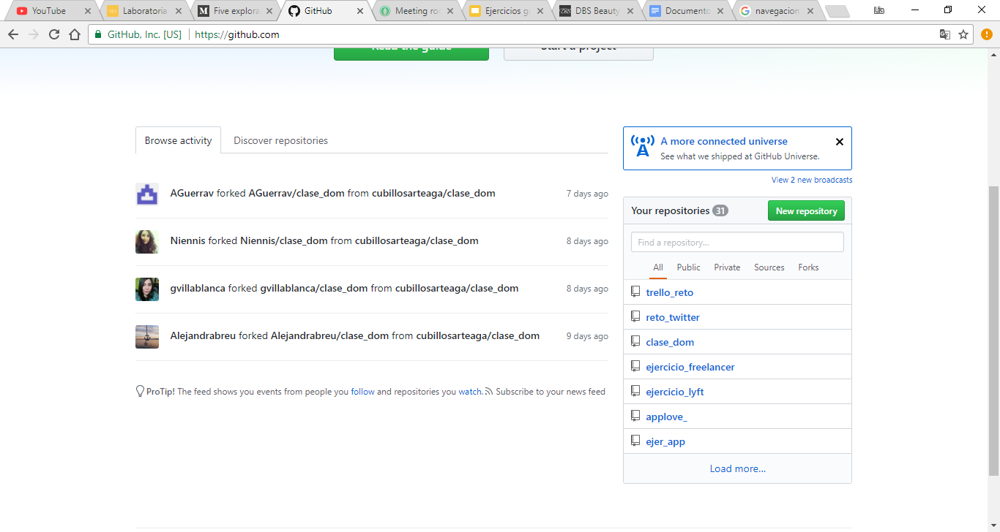 YouTube
Laboratoria
Five explora
GitHub
Meeting ro
Ejercicios gu
DBS Beauty
Documento
navegacion
GitHub, Inc. [US] https://github.com
Read the guide
Start a project
Browse activity
Discover repositories
AGuerrav forked AGuerrav/clase_dom from cubillosarteaga/clase_dom 7 days ago
Niennis forked Niennis/clase_dom from cubillosarteaga/clase_dom 8 days ago
gvillablanca forked gvillablanca/clase_dom from cubillosarteaga/clase_dom 8 days ago
Alejandrabreu forked Alejandrabreu/clase_dom from cubillosarteaga/clase_dom 9 days ago
ProTip! The feed shows you events from people you follow and repositories you watch. Subscribe to your news feed
A more connected universe
See what we shipped at GitHub Universe.
View 2 new broadcasts
Your repositories 31
New repository
Find a repository...
All Public Private Sources Forks
trello_reto
reto_twitter
clase_dom
ejercicio_freelancer
ejercicio_lyft
applove_
ejer_app
Load more...